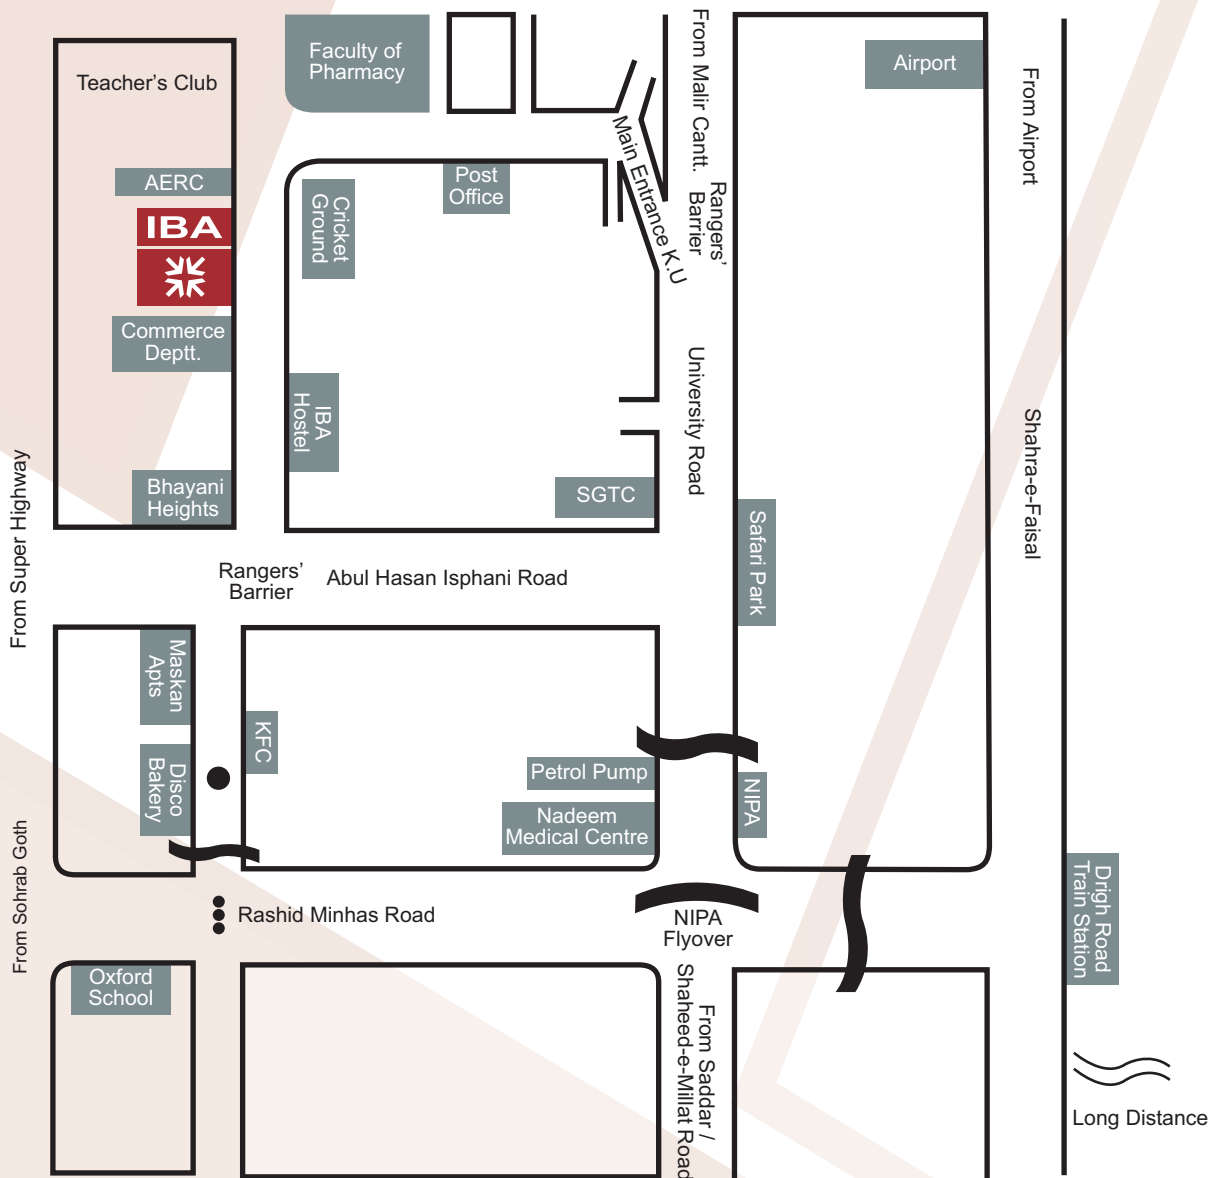 Teacher’s Club
Faculty of
Pharmacy
From Malir Cantt.
Airport
From Airport
AERC
IBA
Commerce
Deptt.
Bhayani
Heights
Cricket
Ground
Post
Office
Main Entrance K.U
Rangers’
Barrier
IBA
Hostel
University Road
SGTC
Shahra-e-Faisal
Safari Park
From Super Highway
Rangers’
Barrier
Abul Hasan Isphani Road
Maskan
Apts
KFC
Disco
Bakery
Petrol Pump
Nadeem
Medical Centre
NIPA
From Sohrab Goth
Rashid Minhas Road
NIPA
Flyover
Drigh Road
Train Station
Oxford
School
From Saddar /
Shaheed-e-Millat Road
Long Distance